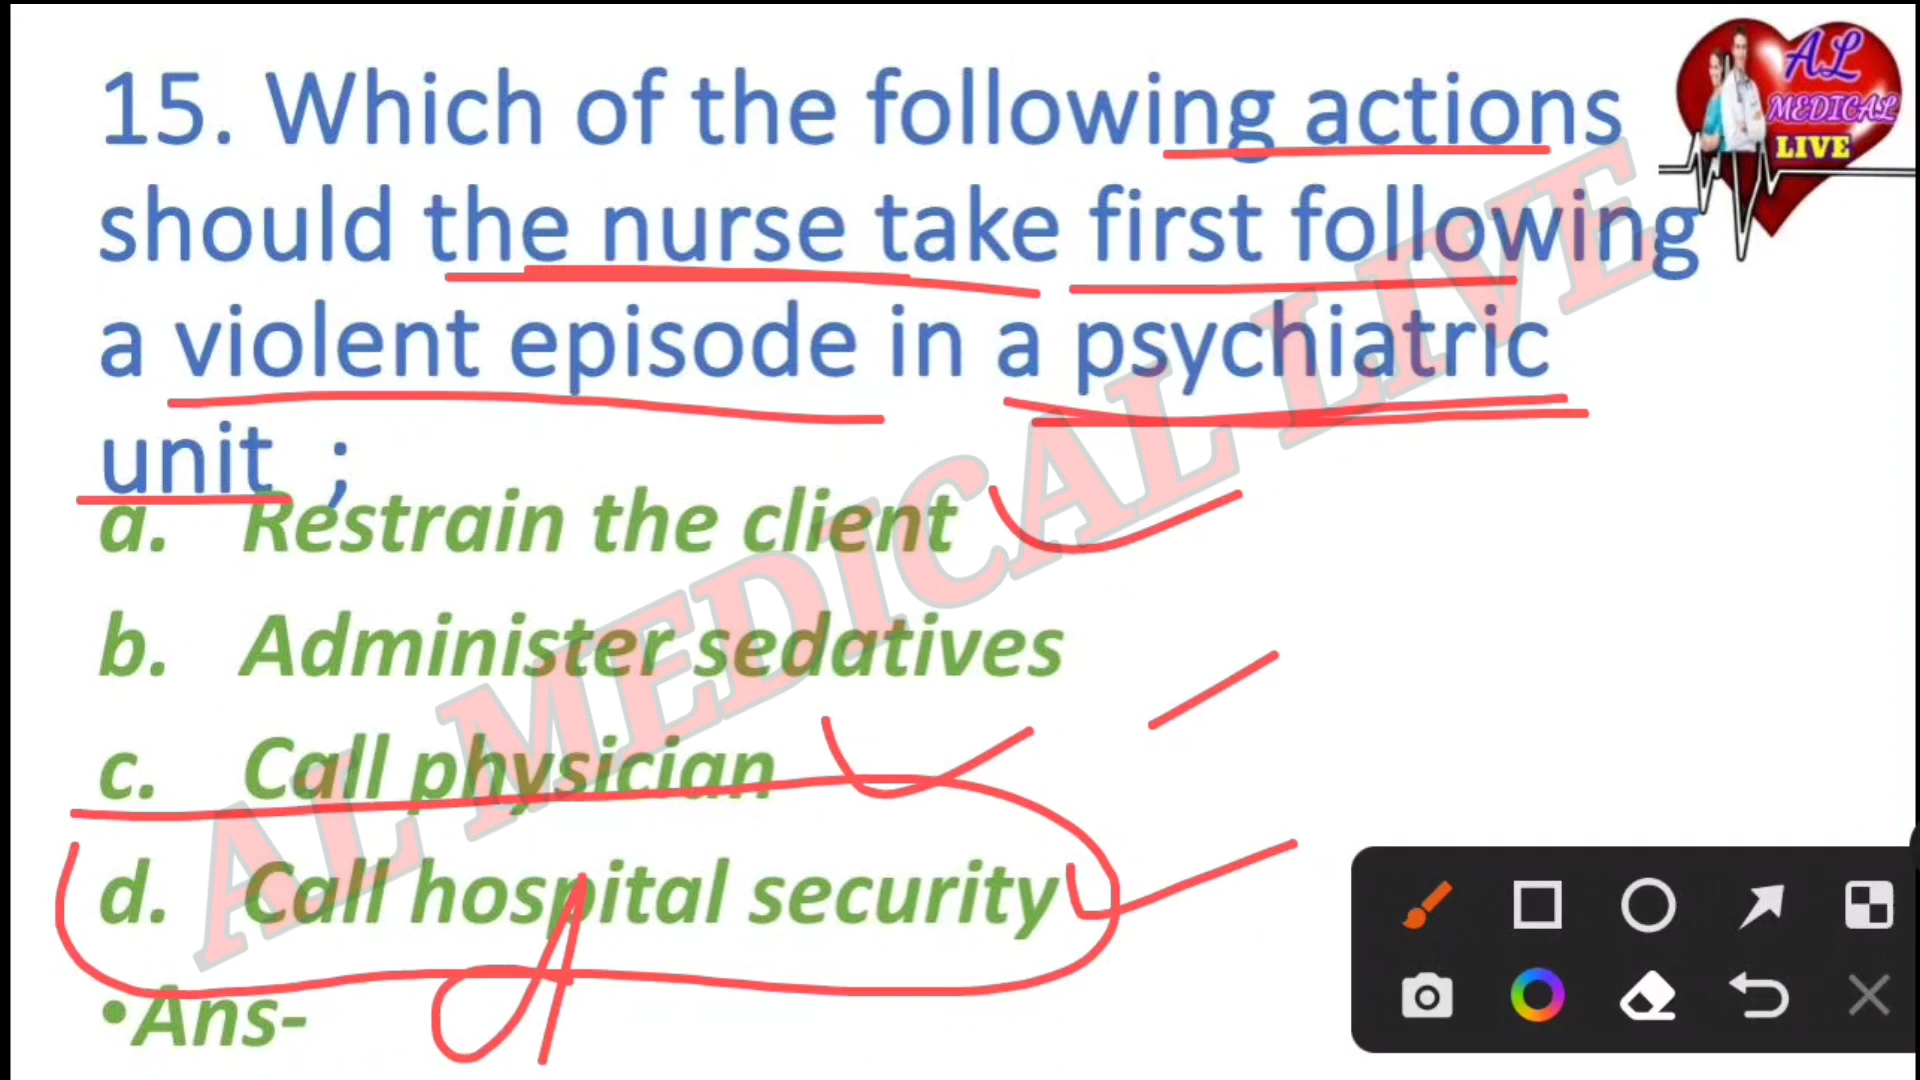 15. Which of the following actions
should the nurse take first following
a violent episode in a psychiatric
unit ;
a. Restrain the client
b. Administer sedatives
c. Call physician
d. Call hospital security
•Ans- d
AL
MEDICAL
LIVE
AL MEDICAL LIVE